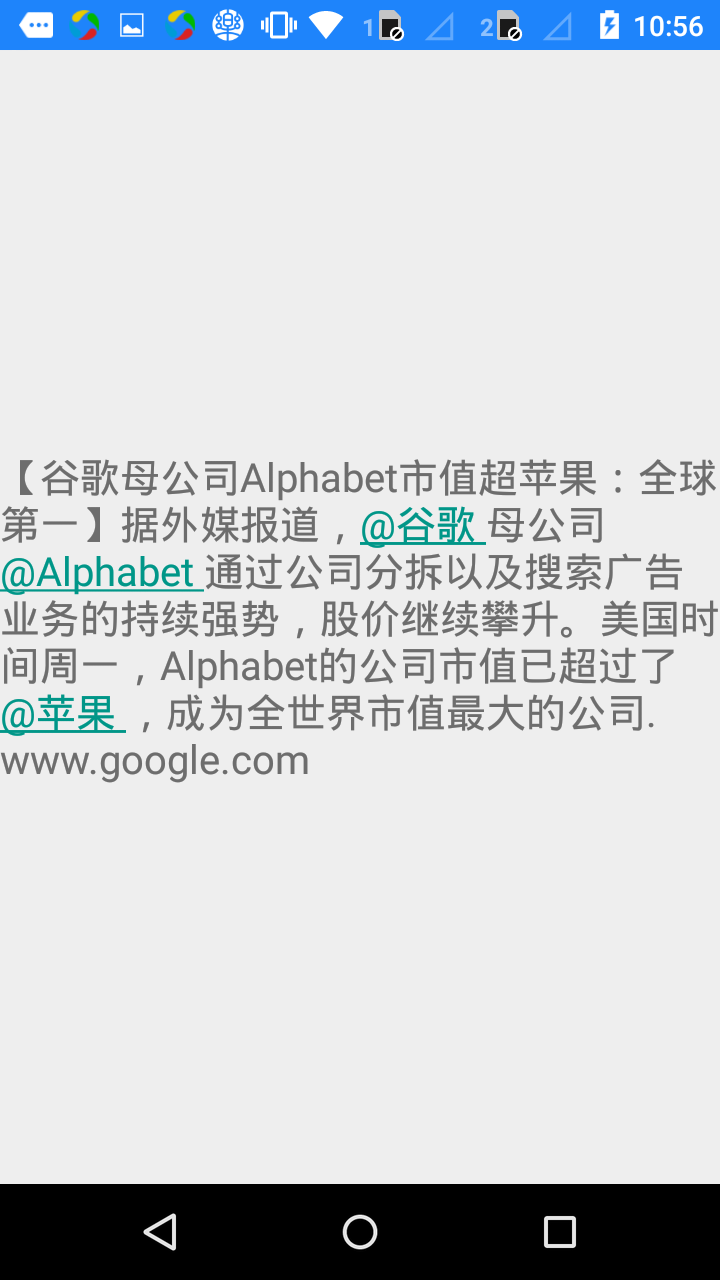 1 2 10:56
【谷歌母公司Alphabet市值超苹果：全球
第一】据外媒报道，@谷歌 母公司
@Alphabet 通过公司分拆以及搜索广告
业务的持续强势，股价继续攀升。美国时
间周一，Alphabet的公司市值已超过了
@苹果 ，成为全世界市值最大的公司.
www.google.com